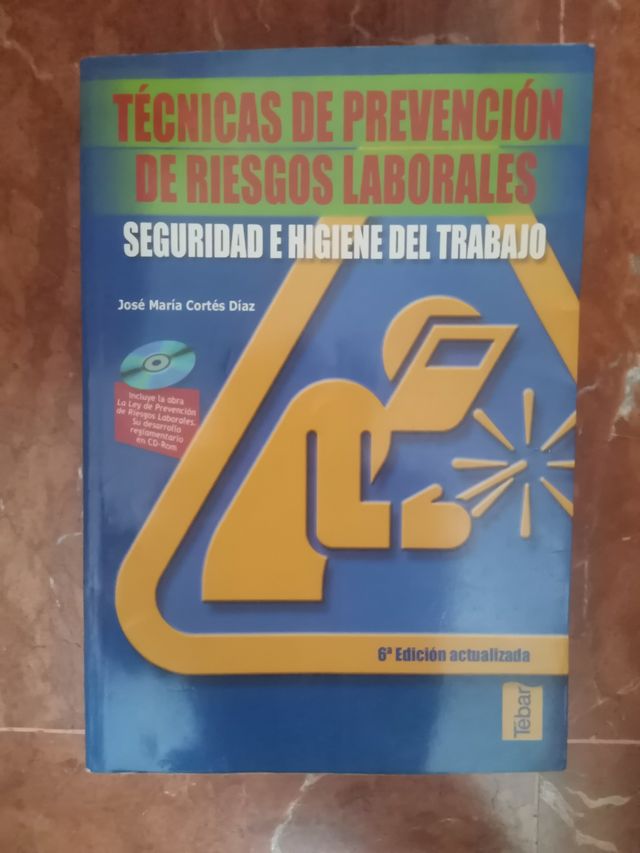 TÉCNICAS DE PREVENCIÓN
DE RIESGOS LABORALES
SEGURIDAD E HIGIENE DEL TRABAJO
José María Cortés Díaz
Incluye la obra
La Ley de Prevención
de Riesgos Laborales.
Su desarrollo
reglamentario
en CD-Rom
6ª Edición actualizada
Tébar